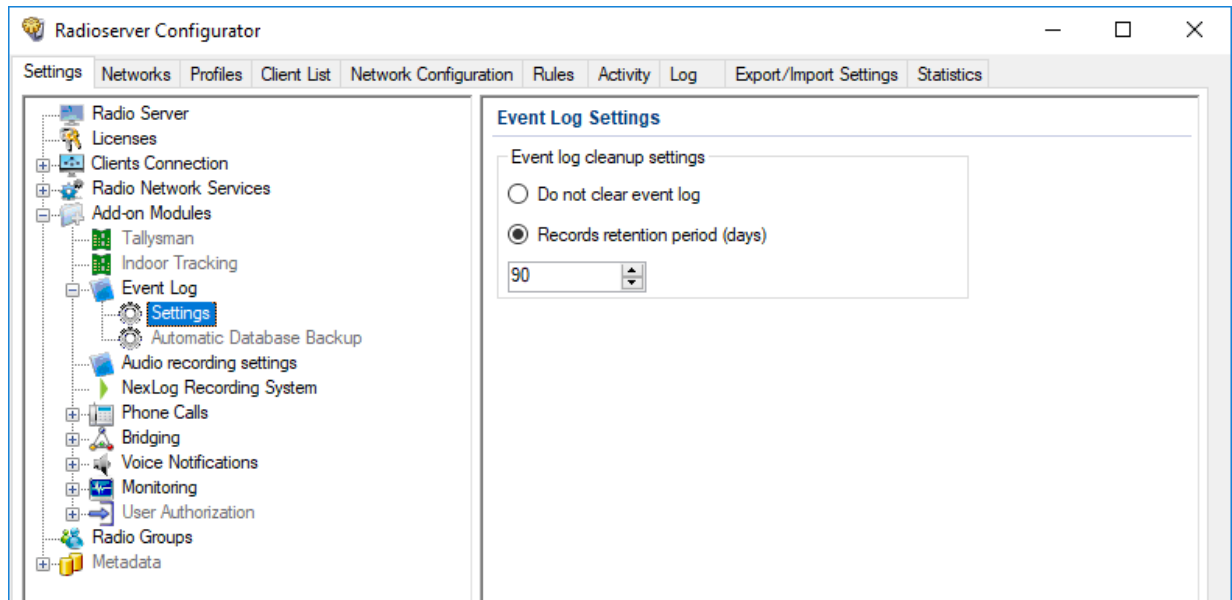 Radioserver Configurator
Settings Networks Profiles Client List Network Configuration Rules Activity Log Export/Import Settings Statistics
Radio Server
Licenses
Clients Connection
Radio Network Services
Add-on Modules
Tallysman
Indoor Tracking
Event Log
Settings
Automatic Database Backup
Audio recording settings
NexLog Recording System
Phone Calls
Bridging
Voice Notifications
Monitoring
User Authorization
Radio Groups
Metadata
Event Log Settings
Event log cleanup settings
Do not clear event log
Records retention period (days)
90